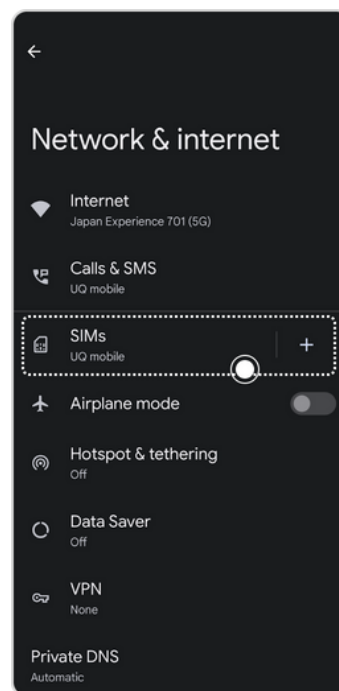 Network & internet
Internet
Japan Experience 701 (5G)
Calls & SMS
UQ mobile
SIMs
UQ mobile
Airplane mode
Hotspot & tethering
Off
Data Saver
Off
VPN
None
Private DNS
Automatic